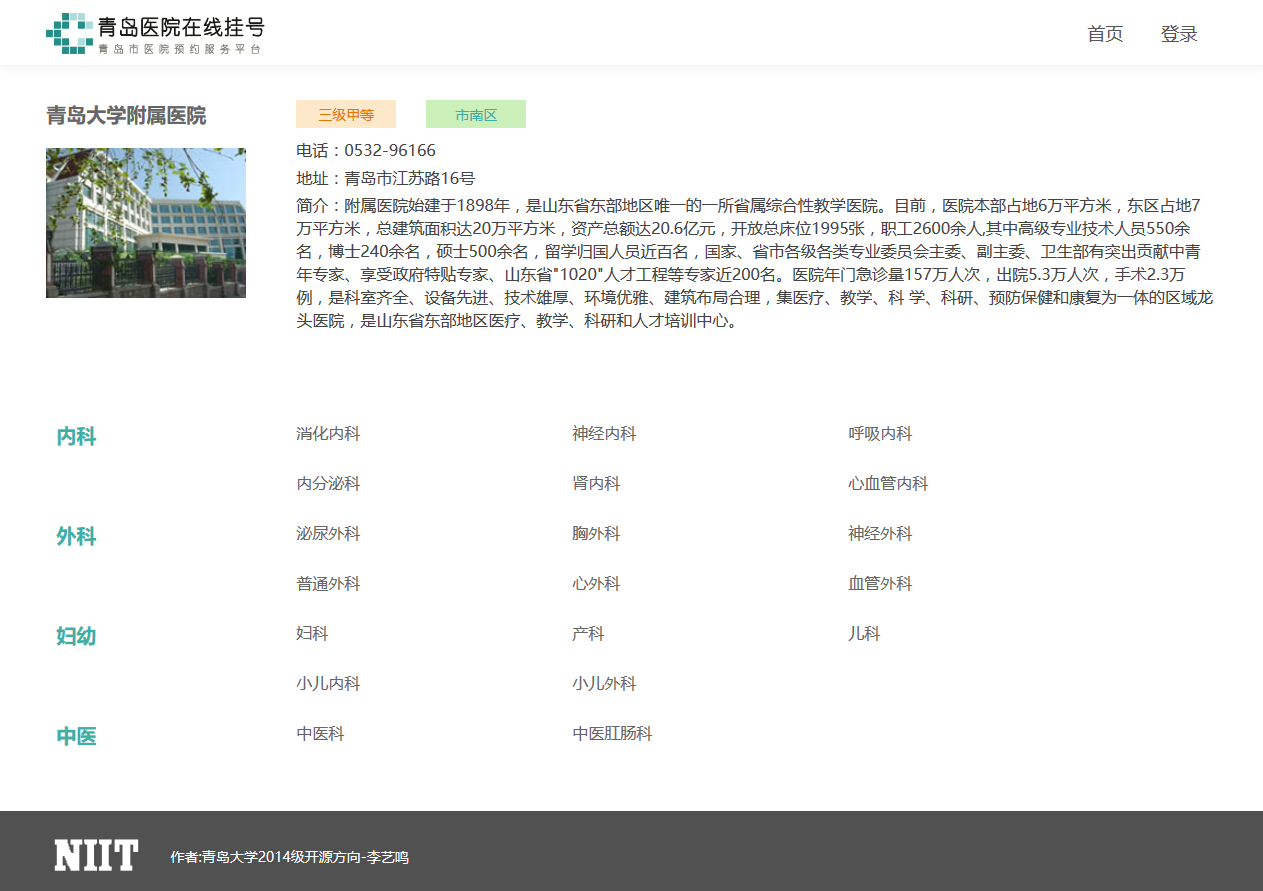 青岛医院在线挂号
青岛市医院预约服务平台
首页 登录
青岛大学附属医院
三级甲等 市南区
电话：0532-96166
地址：青岛市江苏路16号
简介：附属医院始建于1898年，是山东省东部地区唯一的一所省属综合性教学医院。目前，医院本部占地6万平方米，东区占地7
万平方米，总建筑面积达20万平方米，资产总额达20.6亿元，开放总床位1995张，职工2600余人,其中高级专业技术人员550余
名，博士240余名，硕士500余名，留学归国人员近百名，国家、省市各级各类专业委员会主委、副主委、卫生部有突出贡献中青
年专家、享受政府特贴专家、山东省"1020"人才工程等专家近200名。医院年门急诊量157万人次，出院5.3万人次，手术2.3万
例，是科室齐全、设备先进、技术雄厚、环境优雅、建筑布局合理，集医疗、教学、科 学、科研、预防保健和康复为一体的区域龙
头医院，是山东省东部地区医疗、教学、科研和人才培训中心。
内科 消化内科 神经内科 呼吸内科
内分泌科 肾内科 心血管内科
外科 泌尿外科 胸外科 神经外科
普通外科 心外科 血管外科
妇幼 妇科 产科 儿科
小儿内科 小儿外科
中医 中医科 中医肛肠科
NIIT 作者:青岛大学2014级开源方向-李艺鸣